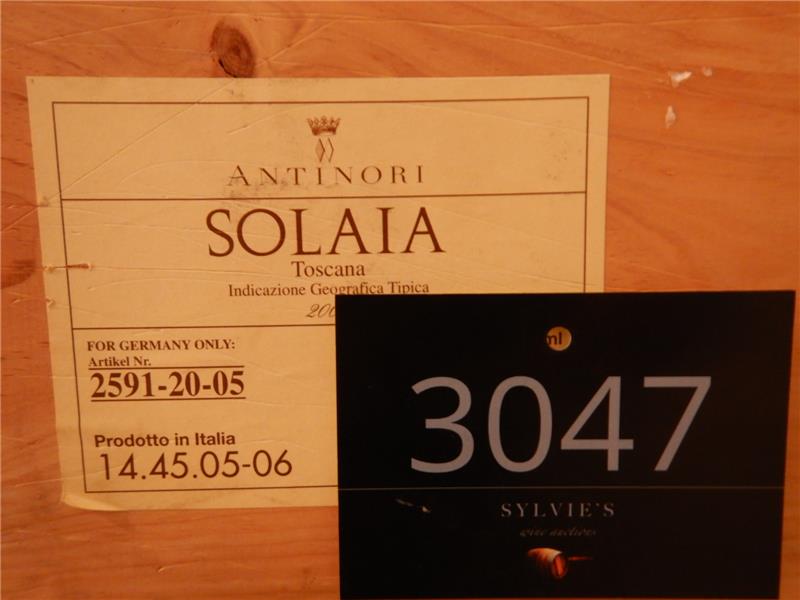 ANTINORI
SOLAIA
Toscana
Indicazione Geografica Tipica
FOR GERMANY ONLY:
Artikel Nr.
2591-20-05
Prodotto in Italia
14.45.05-06
ml
3047
SYLVIE'S
wine auctions